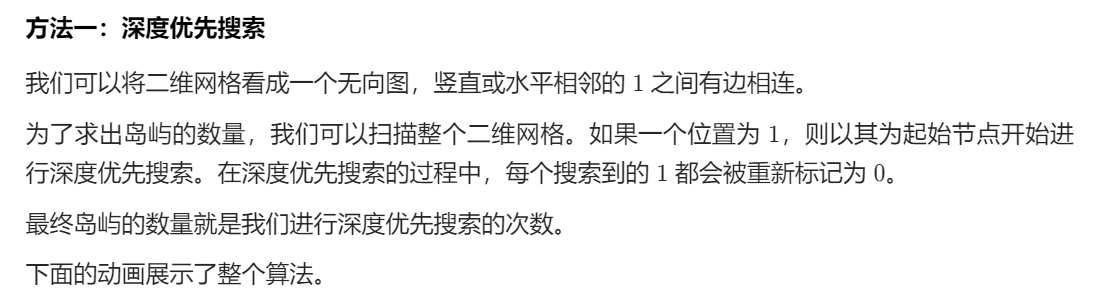 方法一：深度优先搜索
我们可以将二维网格看成一个无向图，竖直或水平相邻的 1 之间有边相连。
为了求出岛屿的数量，我们可以扫描整个二维网格。如果一个位置为 1，则以其为起始节点开始进
行深度优先搜索。在深度优先搜索的过程中，每个搜索到的 1 都会被重新标记为 0。
最终岛屿的数量就是我们进行深度优先搜索的次数。
下面的动画展示了整个算法。